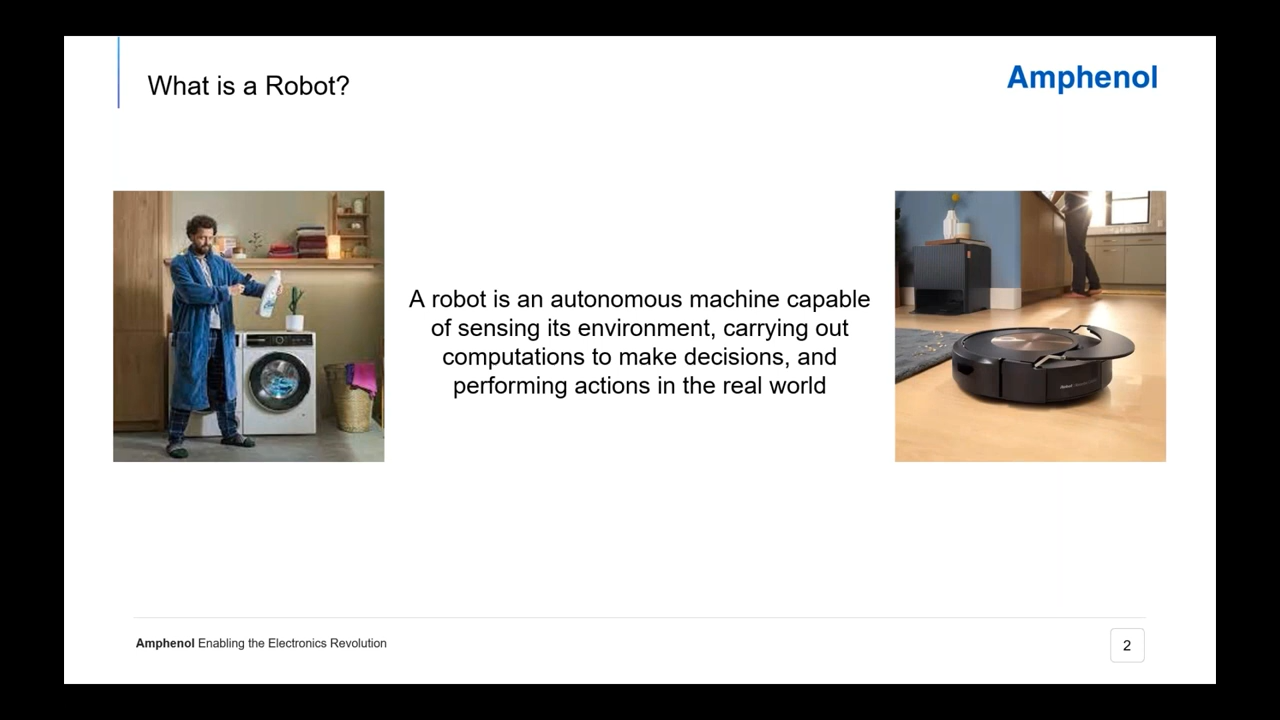 What is a Robot?
Amphenol
A robot is an autonomous machine capable
of sensing its environment, carrying out
computations to make decisions, and
performing actions in the real world
Amphenol Enabling the Electronics Revolution
2